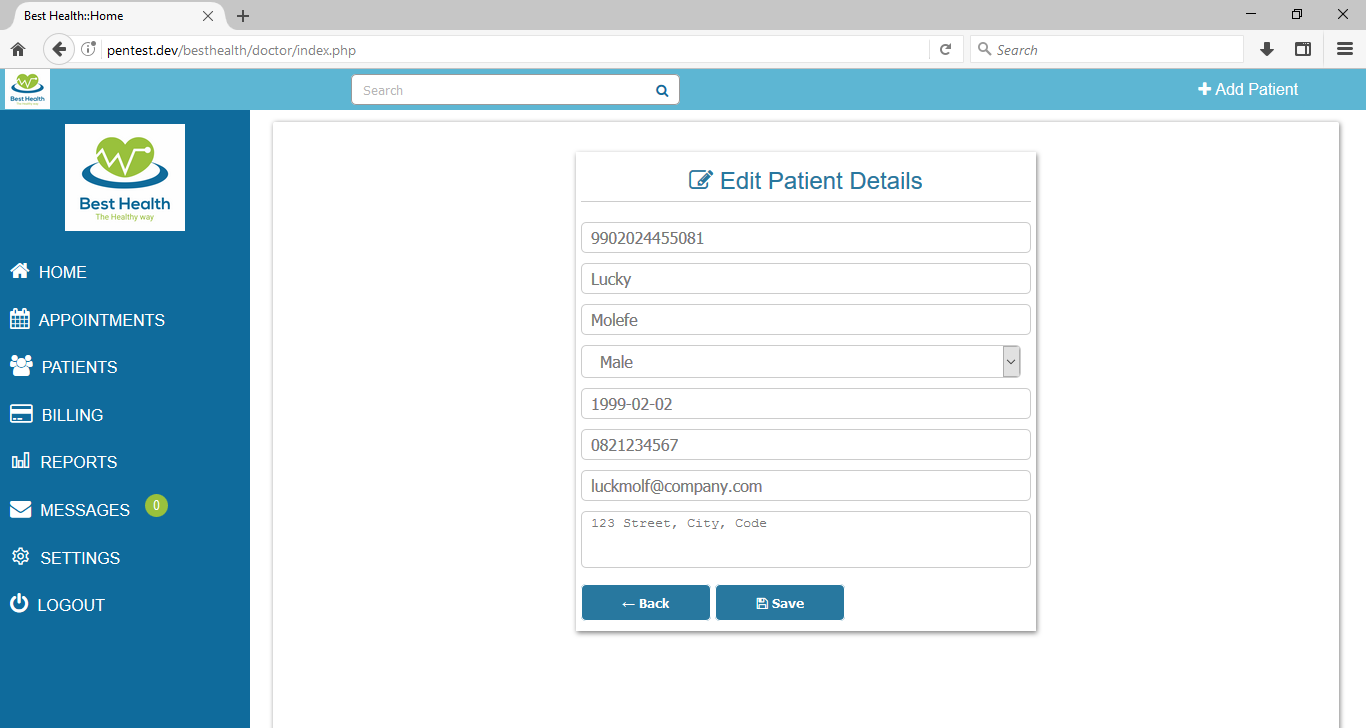 Best Health::Home
pentest.dev/besthealth/doctor/index.php
Search
Best Health
Search
Add Patient
Best Health
The Healthy way
HOME
APPOINTMENTS
PATIENTS
BILLING
REPORTS
MESSAGES 0
SETTINGS
LOGOUT
Edit Patient Details
9902024455081
Lucky
Molefe
Male
1999-02-02
0821234567
luckmolf@company.com
123 Street, City, Code
← Back
Save